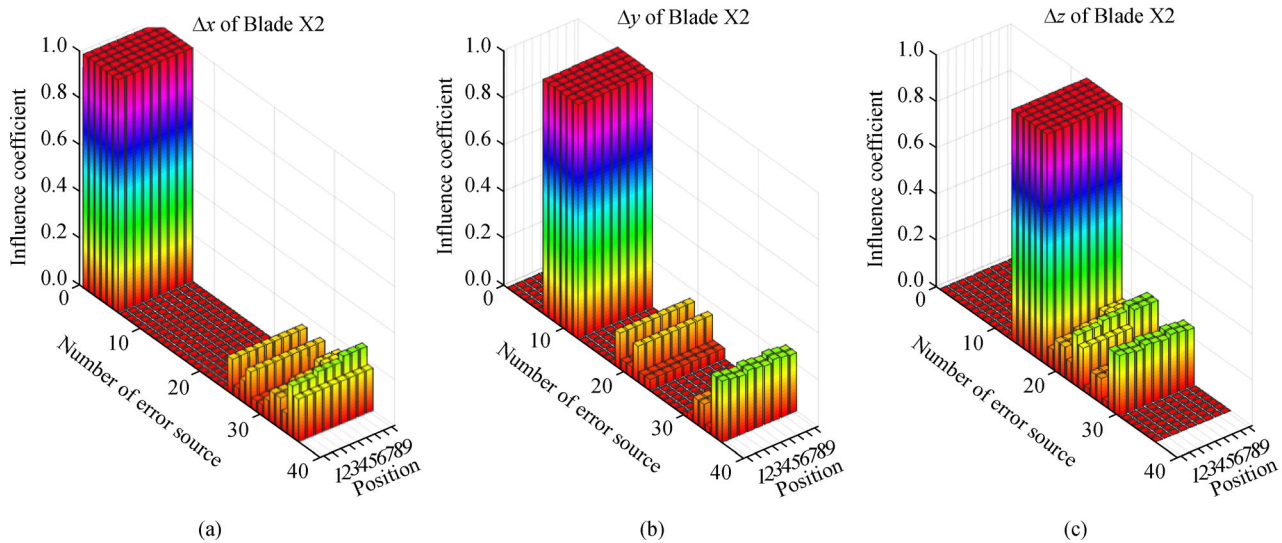 Δx of Blade X2
1.0
0.8
0.6
0.4
0.2
0.0
Influence coefficient
0
10
20
30
40
Number of error source
123456789
Position
(a)
Δy of Blade X2
1.0
0.8
0.6
0.4
0.2
0.0
Influence coefficient
0
10
20
30
40
Number of error source
123456789
Position
(b)
Δz of Blade X2
1.0
0.8
0.6
0.4
0.2
0.0
Influence coefficient
0
10
20
30
40
Number of error source
123456789
Position
(c)